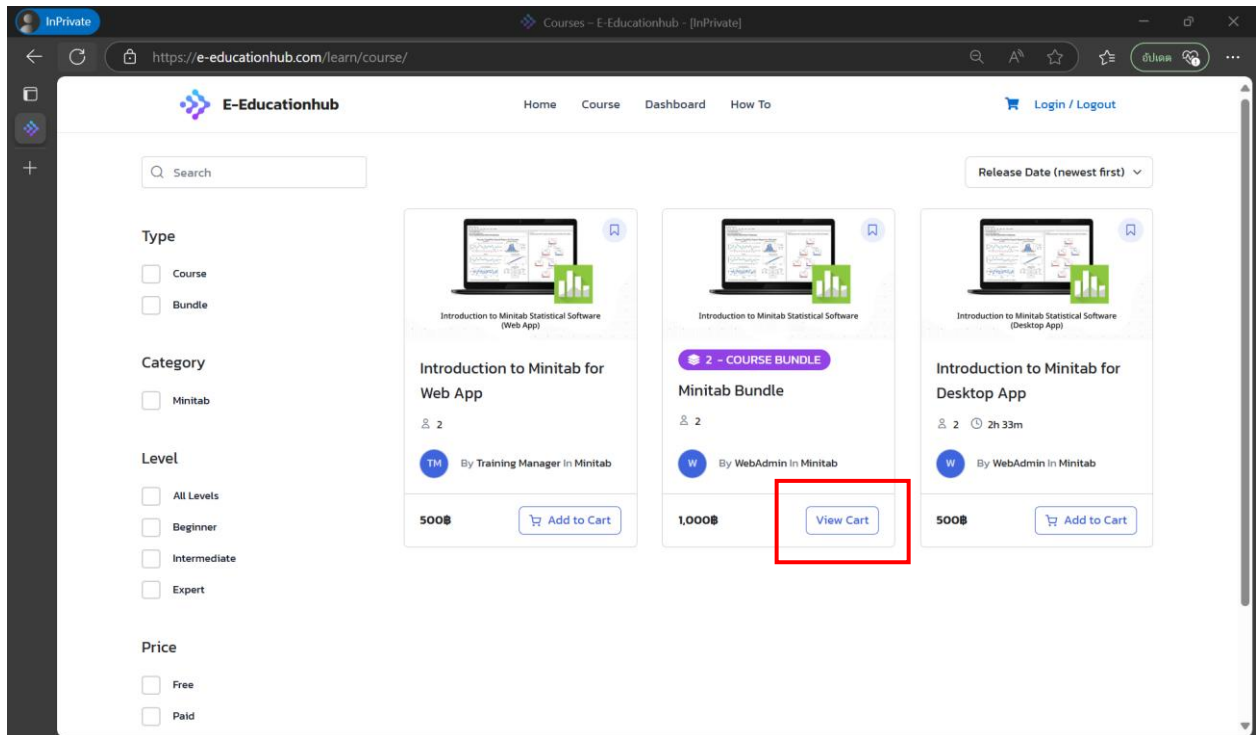 InPrivate
Courses – E-Educationhub - [InPrivate]
https://e-educationhub.com/learn/course/
อัปเดต
E-Educationhub
Home Course Dashboard How To
Login / Logout
Search
Release Date (newest first)
Type
Course
Bundle
Category
Minitab
Level
All Levels
Beginner
Intermediate
Expert
Price
Free
Paid
Introduction to Minitab Statistical Software
(Web App)
Introduction to Minitab for
Web App
2
TM By Training Manager In Minitab
500฿ Add to Cart
Introduction to Minitab Statistical Software
2 - COURSE BUNDLE
Minitab Bundle
2
W By WebAdmin In Minitab
1,000฿ View Cart
Introduction to Minitab Statistical Software
(Desktop App)
Introduction to Minitab for
Desktop App
2 2h 33m
W By WebAdmin In Minitab
500฿ Add to Cart